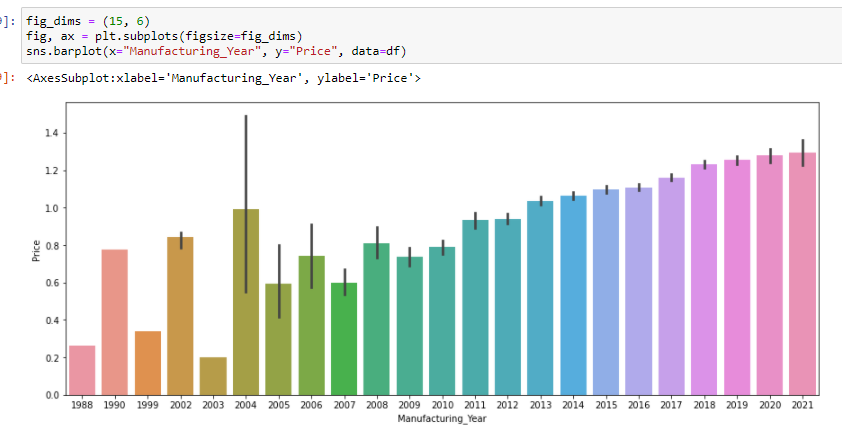 ]:
fig_dims = (15, 6)
fig, ax = plt.subplots(figsize=fig_dims)
sns.barplot(x="Manufacturing_Year", y="Price", data=df)
]: <AxesSubplot:xlabel='Manufacturing_Year', ylabel='Price'>
1.4
1.2
1.0
0.8
0.6
0.4
0.2
0.0
Price
1988 1990 1999 2002 2003 2004 2005 2006 2007 2008 2009 2010 2011 2012 2013 2014 2015 2016 2017 2018 2019 2020 2021
Manufacturing_Year